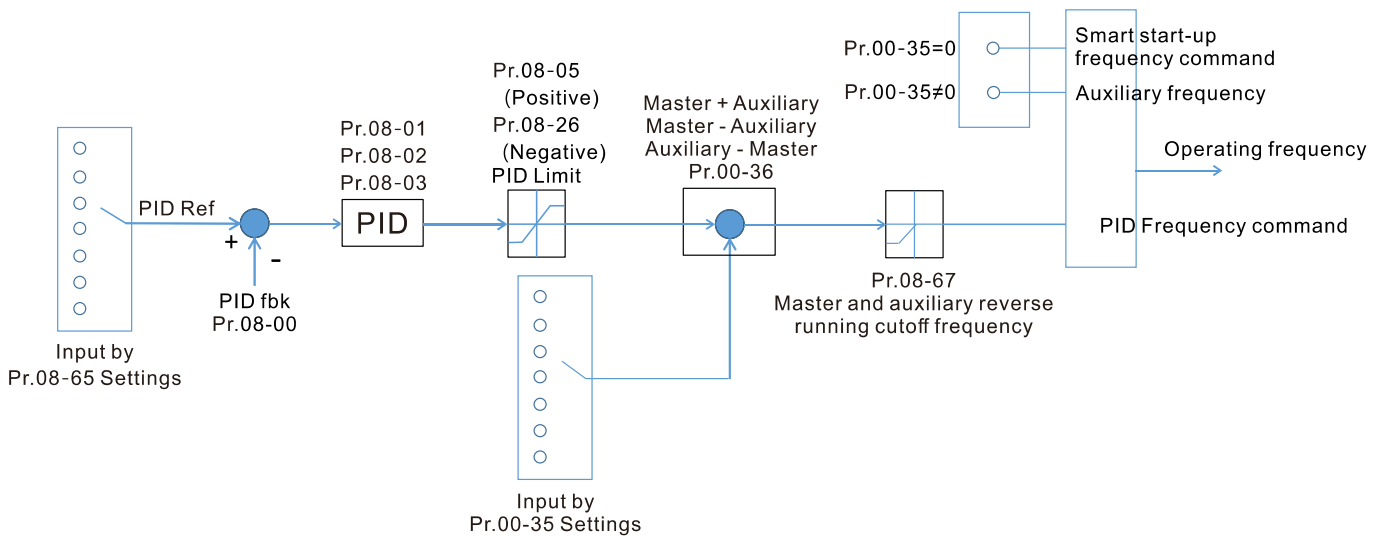 Pr.00-35=0
Pr.00-35≠0
Smart start-up
frequency command
Auxiliary frequency
Operating frequency
PID Frequency command
Pr.08-05
(Positive)
Pr.08-26
(Negative)
PID Limit
Master + Auxiliary
Master - Auxiliary
Auxiliary - Master
Pr.00-36
Pr.08-01
Pr.08-02
Pr.08-03
PID
PID Ref
+
-
PID fbk
Pr.08-00
Input by
Pr.08-65 Settings
Pr.08-67
Master and auxiliary reverse
running cutoff frequency
Input by
Pr.00-35 Settings